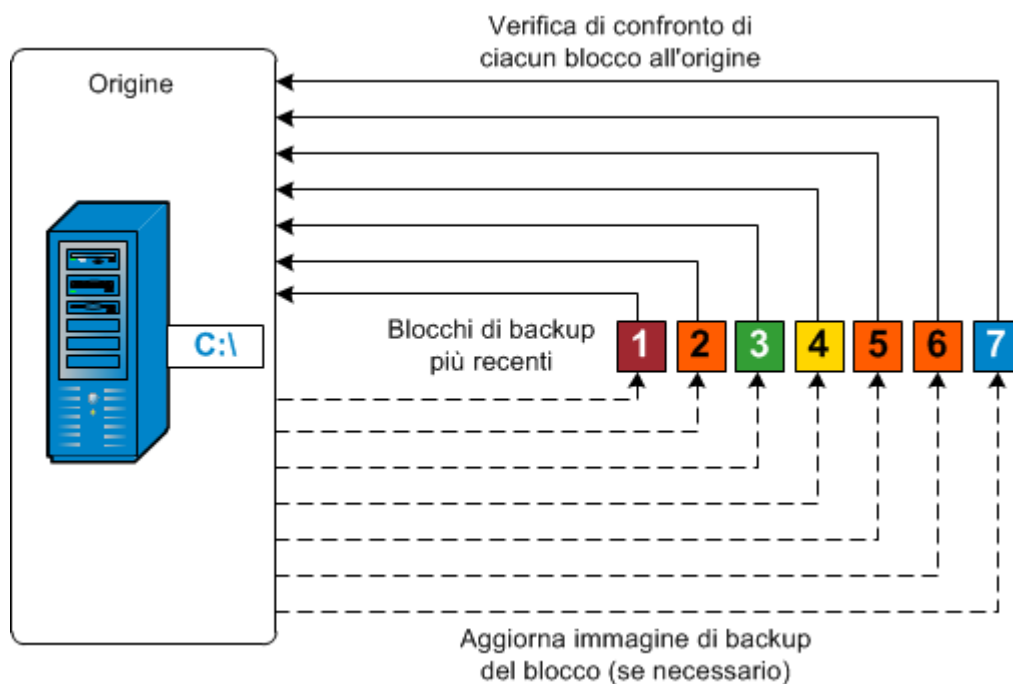 Verifica di confronto di
ciacun blocco all'origine
Origine
C:\
Blocchi di backup
più recenti
1 2 3 4 5 6 7
Aggiorna immagine di backup
del blocco (se necessario)